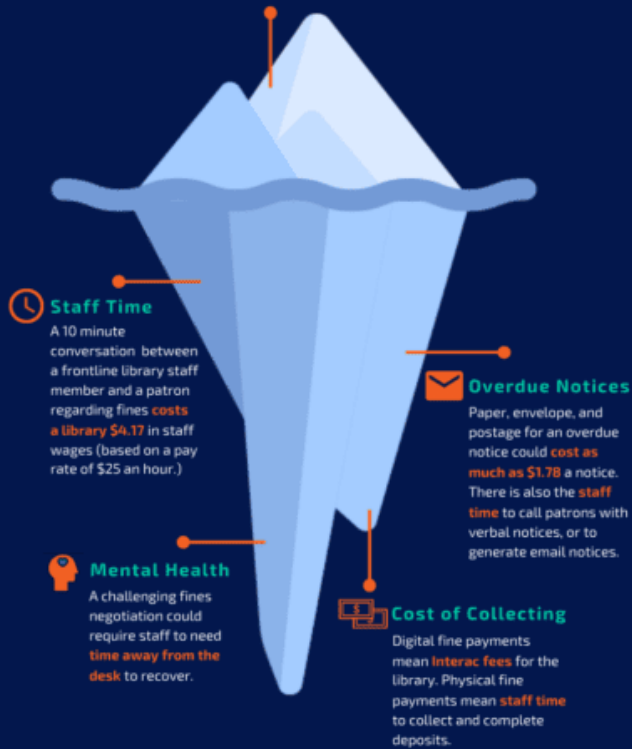 Staff Time
A 10 minute
conversation between
a frontline library staff
member and a patron
regarding fines costs
a library $4.17 in staff
wages (based on a pay
rate of $25 an hour.)
Overdue Notices
Paper, envelope, and
postage for an overdue
notice could cost as
much as $1.78 a notice.
There is also the staff
time to call patrons with
verbal notices, or to
generate email notices.
Mental Health
A challenging fines
negotiation could
require staff to need
time away from the
desk to recover.
$
Cost of Collecting
Digital fine payments
mean Interac fees for the
library. Physical fine
payments mean staff time
to collect and complete
deposits.